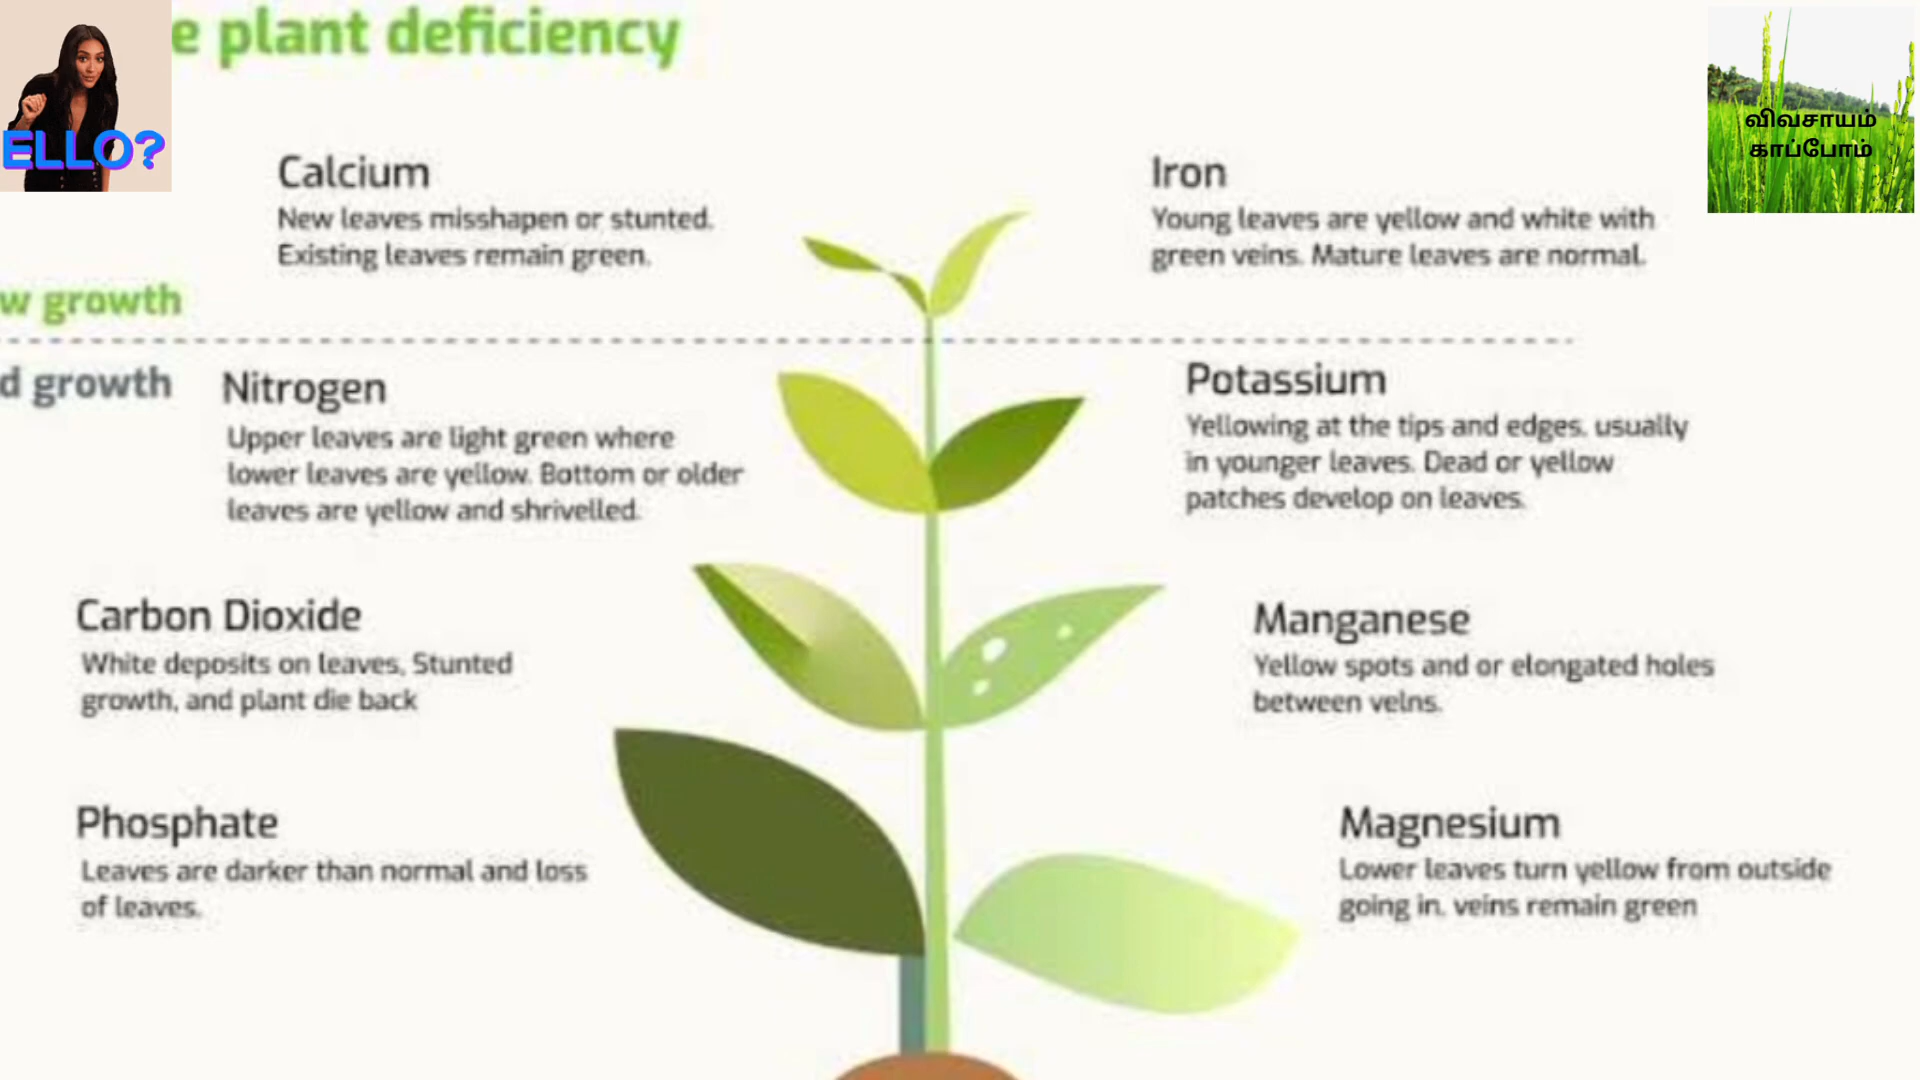 e plant deficiency
ELLO?
விவசாயம்
காப்போம்
Calcium
New leaves misshapen or stunted.
Existing leaves remain green.
Iron
Young leaves are yellow and white with
green veins. Mature leaves are normal.
w growth
d growth
Nitrogen
Upper leaves are light green where
lower leaves are yellow. Bottom or older
leaves are yellow and shrivelled.
Potassium
Yellowing at the tips and edges, usually
in younger leaves. Dead or yellow
patches develop on leaves.
Carbon Dioxide
White deposits on leaves, Stunted
growth, and plant die back
Manganese
Yellow spots and or elongated holes
between velns.
Phosphate
Leaves are darker than normal and loss
of leaves.
Magnesium
Lower leaves turn yellow from outside
going in, veins remain green